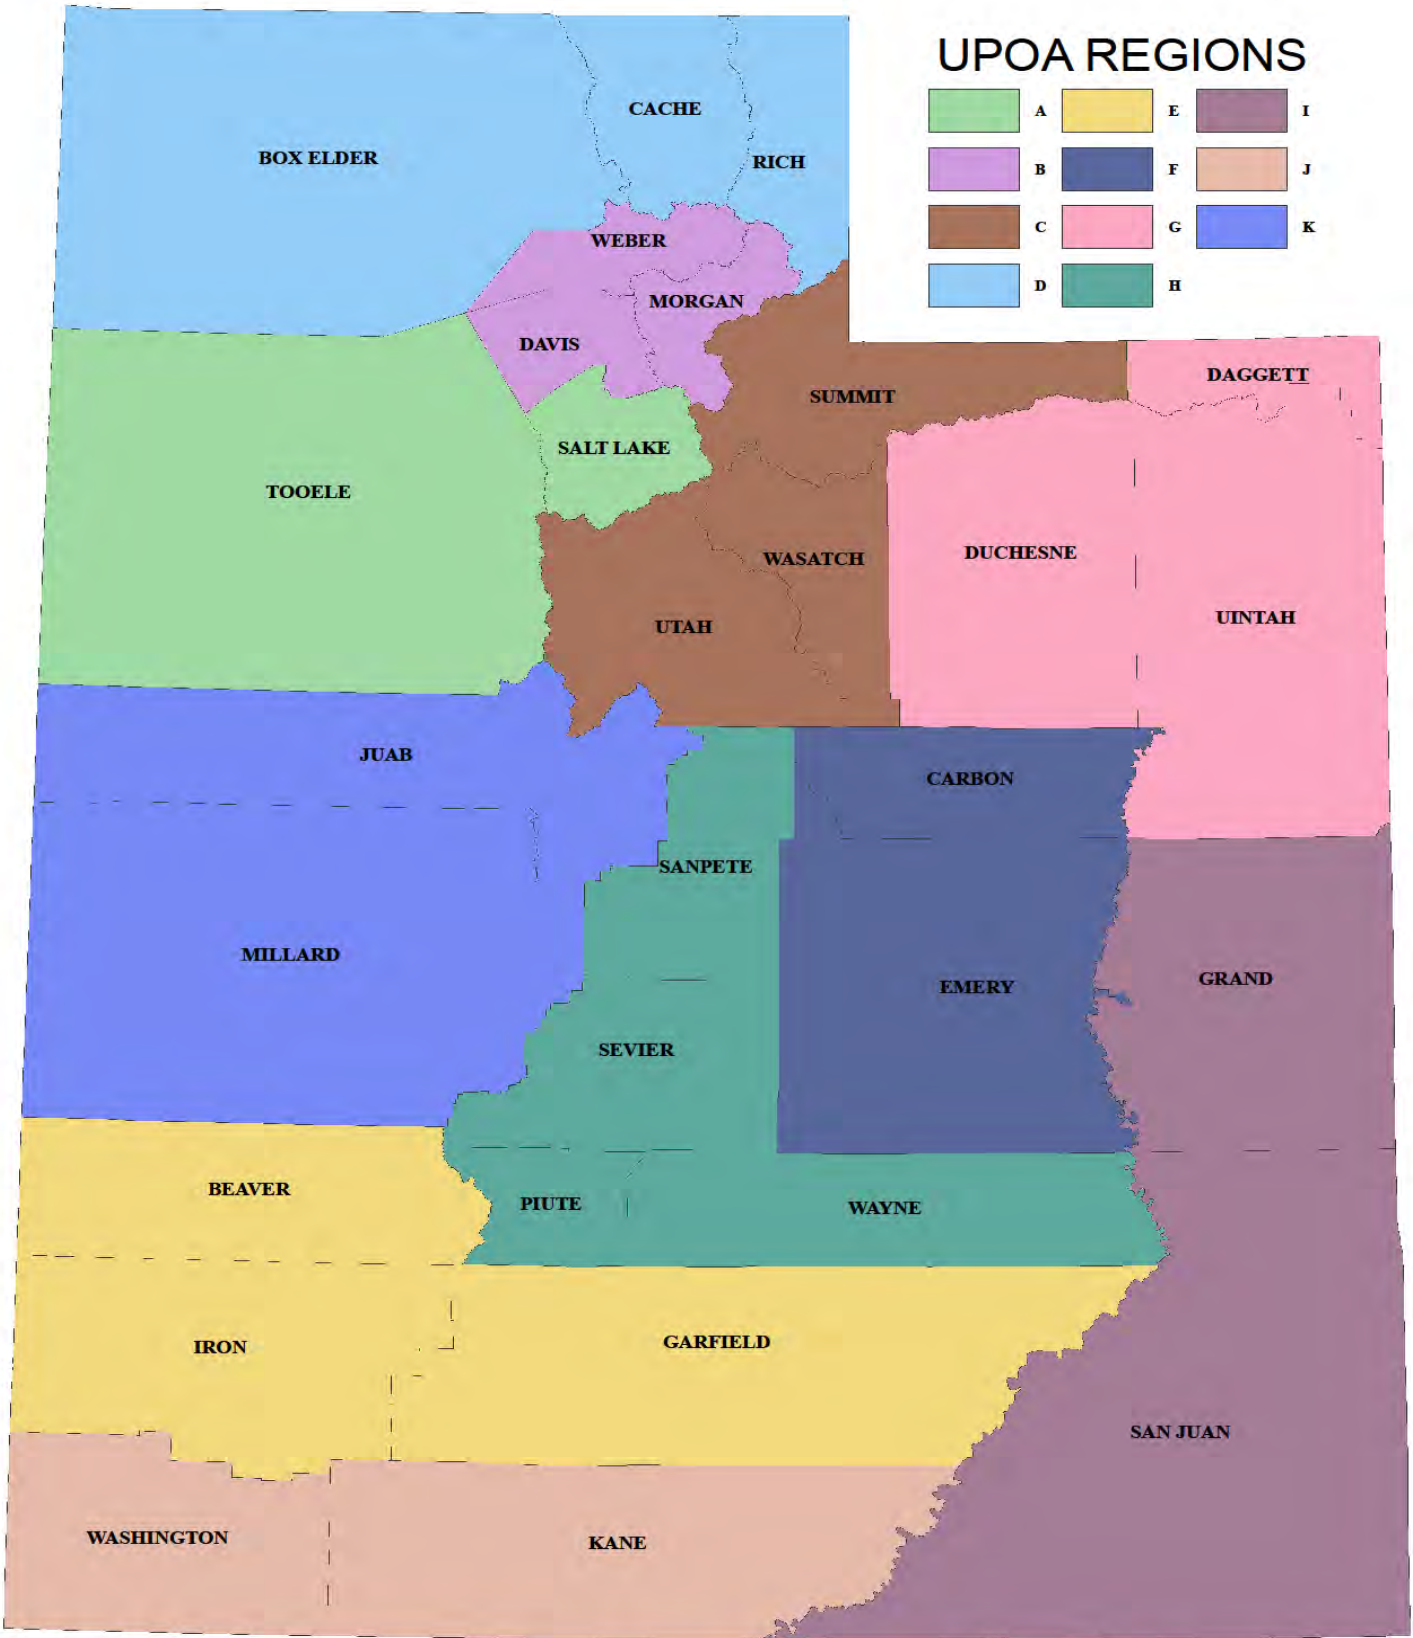 UPOA REGIONS
A E I
B F J
C G K
D H
CACHE
BOX ELDER
RICH
WEBER
MORGAN
DAVIS
DAGGETT
SUMMIT
SALT LAKE
TOOELE
DUCHESNE
WASATCH
UINTAH
UTAH
JUAB
CARBON
SANPETE
MILLARD
GRAND
EMERY
SEVIER
BEAVER
PIUTE
WAYNE
GARFIELD
IRON
SAN JUAN
WASHINGTON
KANE